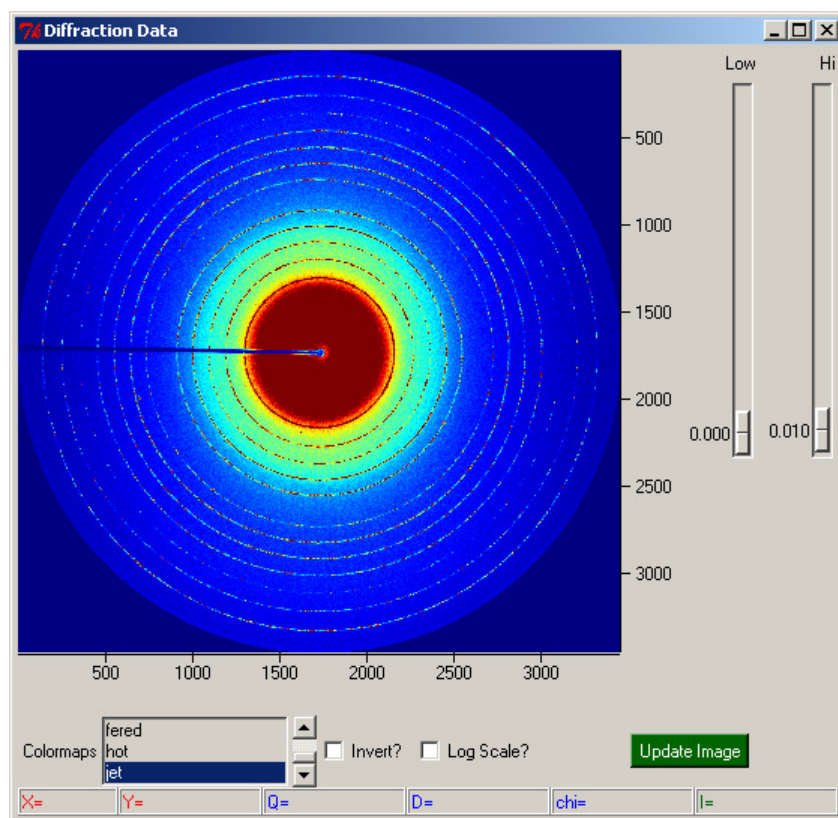 Diffraction Data
Low Hi
500
1000
1500
2000
2500
3000
0.000 0.010
500 1000 1500 2000 2500 3000
Colormaps
fered
hot
jet
Invert? Log Scale? Update Image
X= Y= Q= D= chi= I=